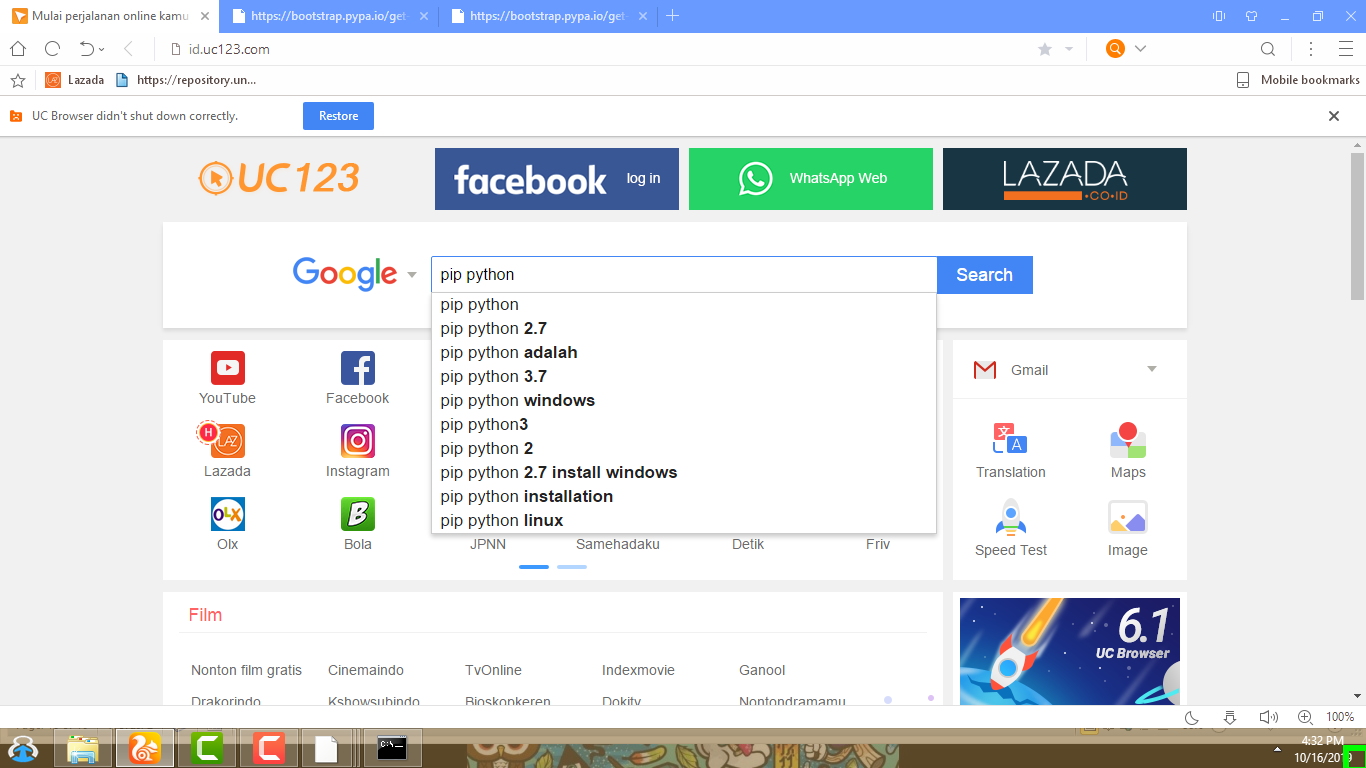 Mulai perjalanan online kamu
https://bootstrap.pypa.io/get-
https://bootstrap.pypa.io/get-
id.uc123.com
Lazada
https://repository.un...
Mobile bookmarks
UC Browser didn't shut down correctly.
Restore
UC123
facebook log in
WhatsApp Web
LAZADA
.CO.ID
Google
pip python
Search
pip python
pip python 2.7
pip python adalah
pip python 3.7
pip python windows
pip python3
pip python 2
pip python 2.7 install windows
pip python installation
pip python linux
YouTube
Facebook
H
LAZ
Lazada
Instagram
OLX
Olx
B
Bola
JPNN
Samehadaku
Detik
Friv
Gmail
文
A
Translation
Maps
Speed Test
Image
Film
Nonton film gratis
Cinemaindo
TvOnline
Indexmovie
Ganool
Drakorindo
Kshowsubindo
Bioskopkeren
Dokity
Nontondramamu
6.1
UC Browser
100%
C:\_
4:32 PM
10/16/2019